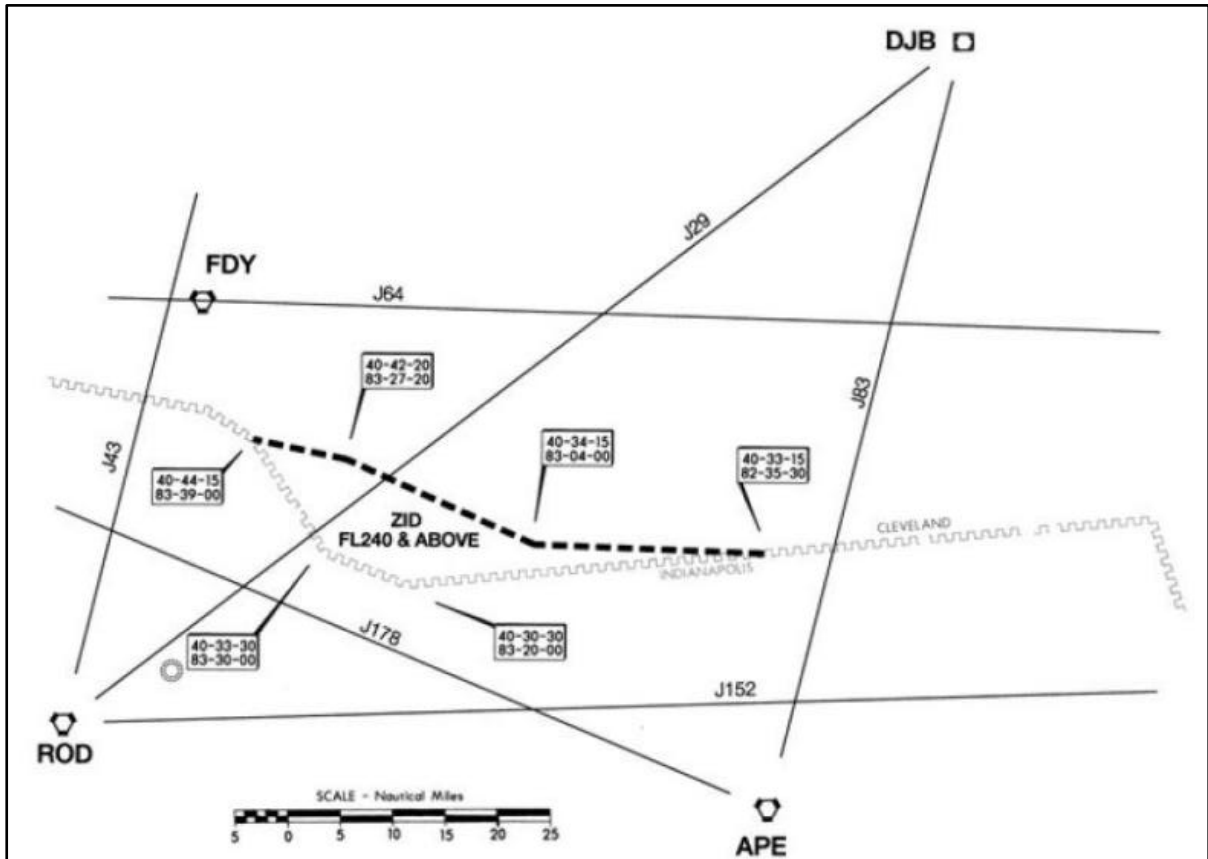 DJB
J29
FDY
J64
40-42-20
83-27-20
J83
J43
40-34-15
83-04-00
40-33-15
82-35-30
40-44-15
83-39-00
ZID
FL240 & ABOVE
CLEVELAND
INDIANAPOLIS
J178
40-33-30
83-30-00
40-30-30
83-20-00
J152
ROD
SCALE - Nautical Miles
5 0 5 10 15 20 25
APE